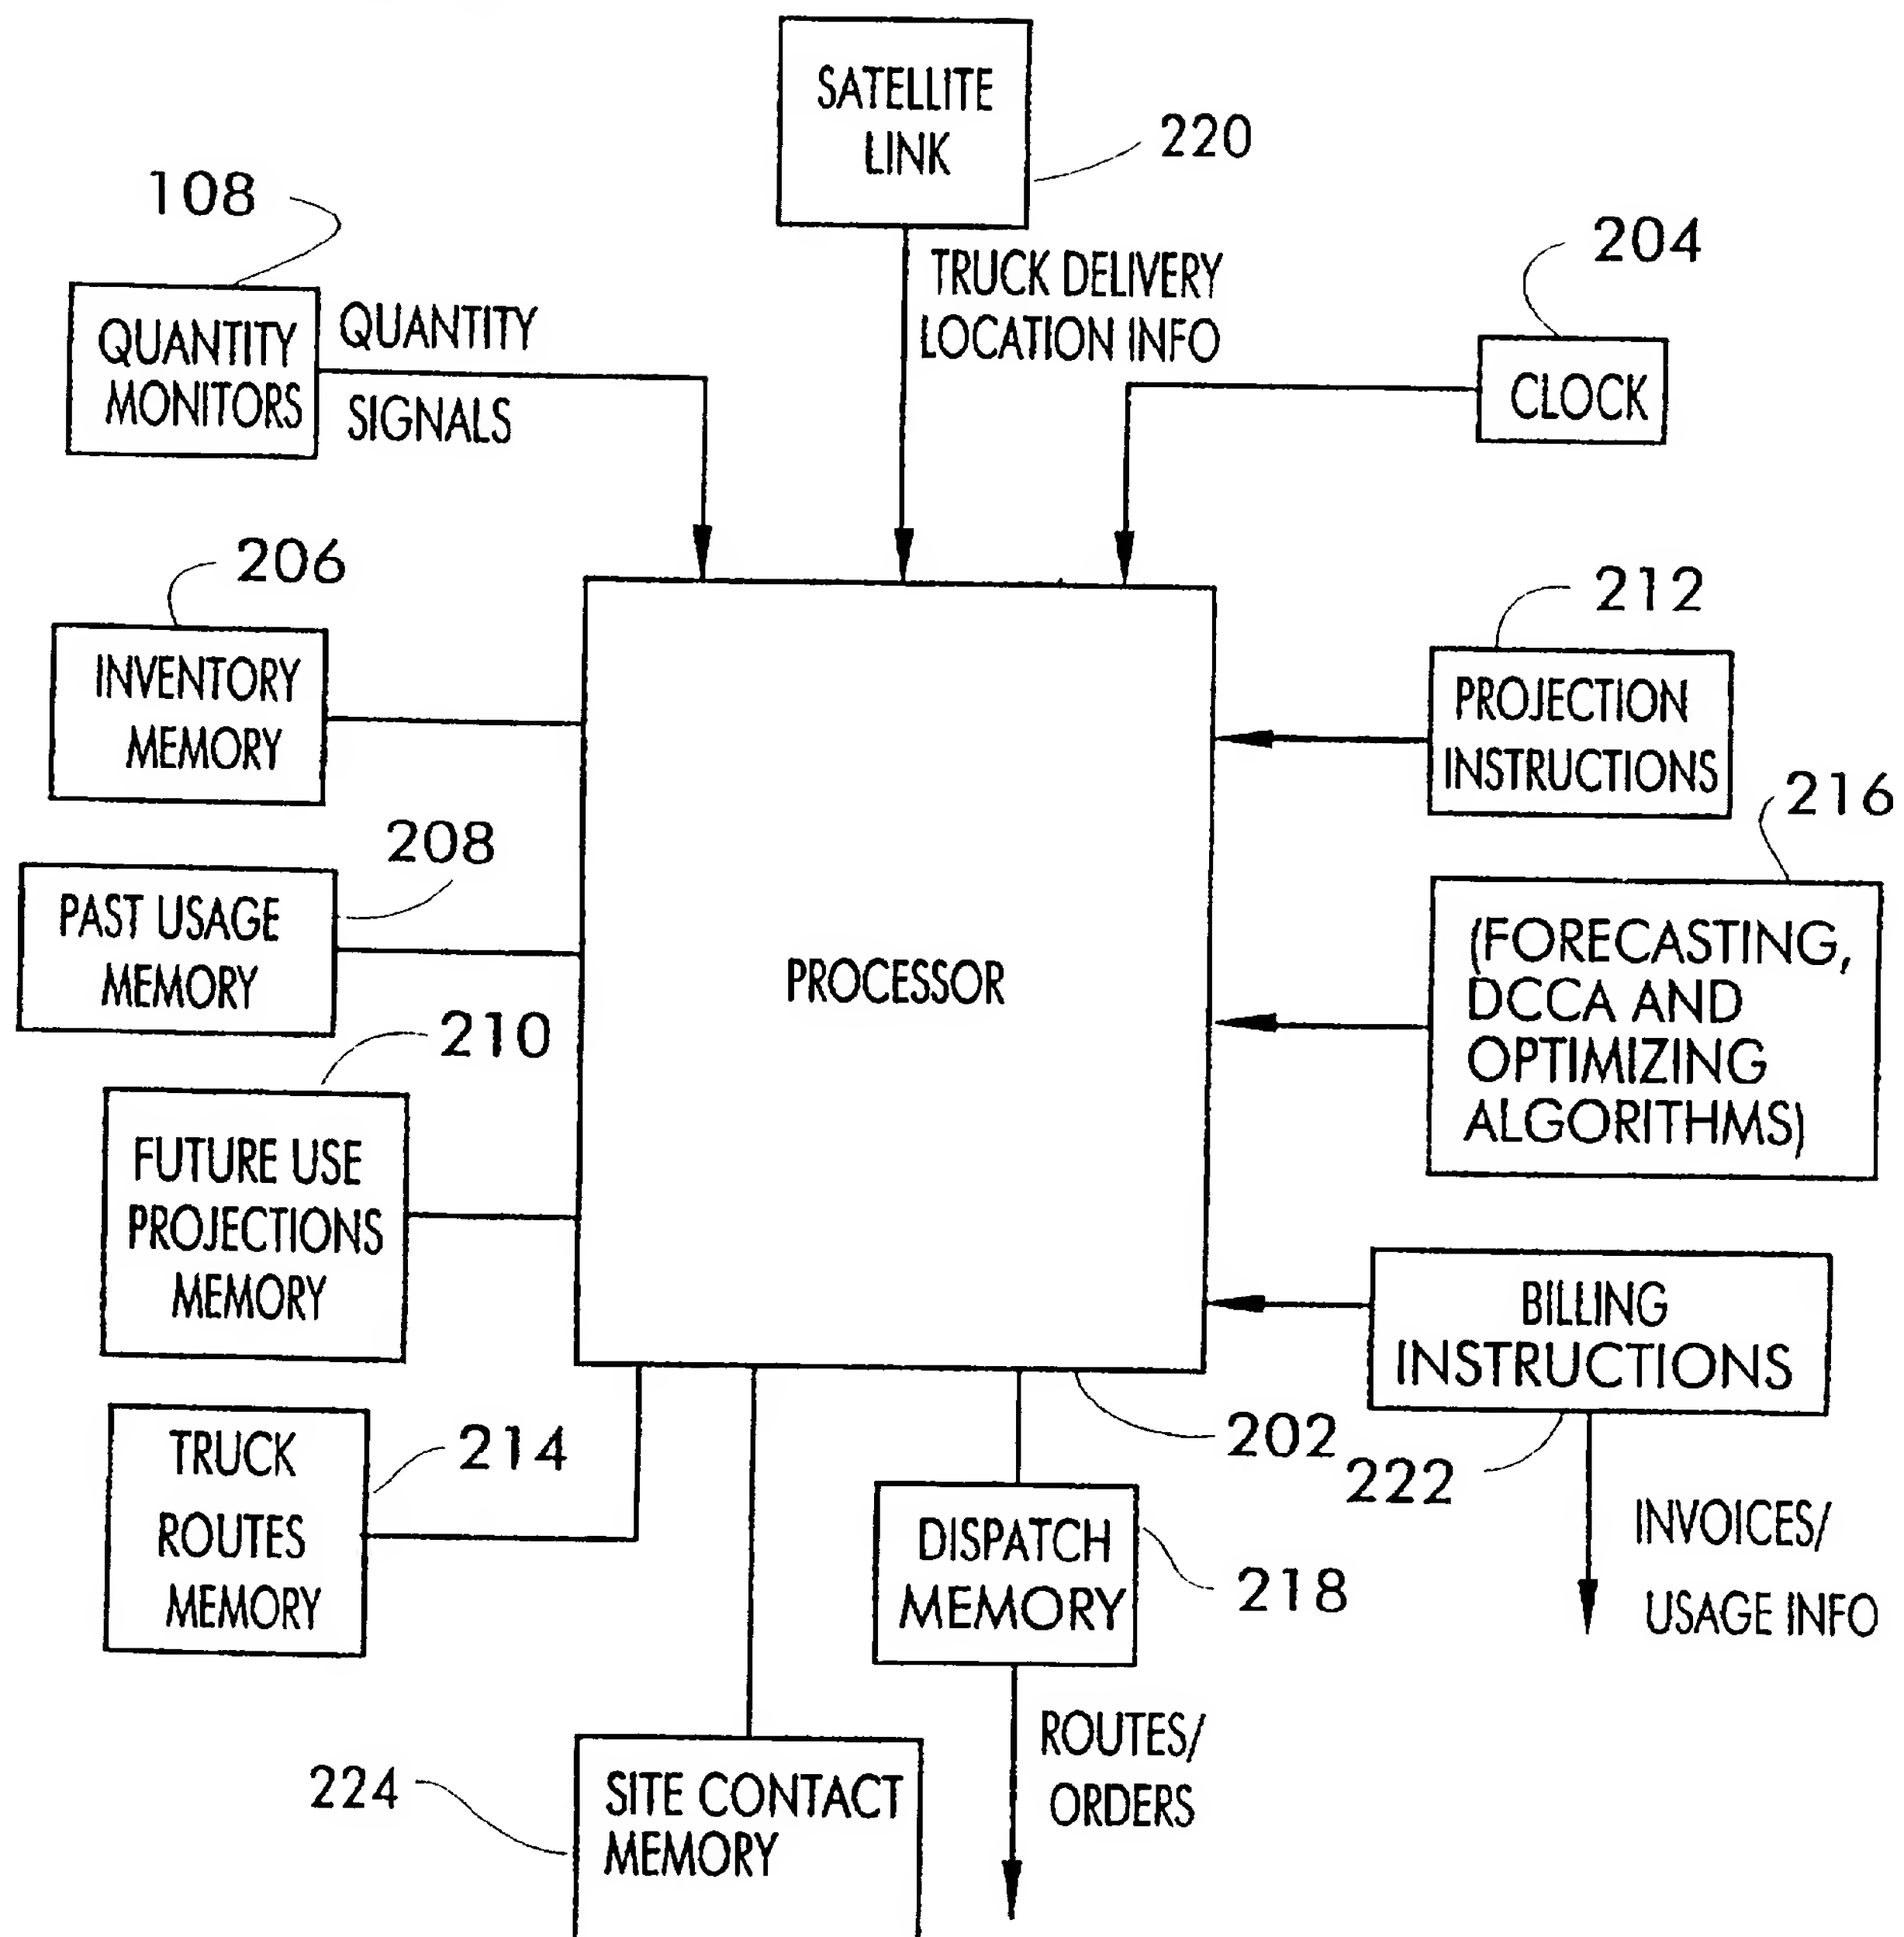 SATELLITE
LINK
220
108
TRUCK DELIVERY
LOCATION INFO
204
QUANTITY
MONITORS
QUANTITY
SIGNALS
CLOCK
206
212
INVENTORY
MEMORY
PROJECTION
INSTRUCTIONS
216
208
PAST USAGE
MEMORY
PROCESSOR
(FORECASTING,
DCCA AND
OPTIMIZING
ALGORITHMS)
210
FUTURE USE
PROJECTIONS
MEMORY
BILLING
INSTRUCTIONS
202
222
TRUCK
ROUTES
MEMORY
214
DISPATCH
MEMORY
218
INVOICES/
USAGE INFO
ROUTES/
ORDERS
224
SITE CONTACT
MEMORY